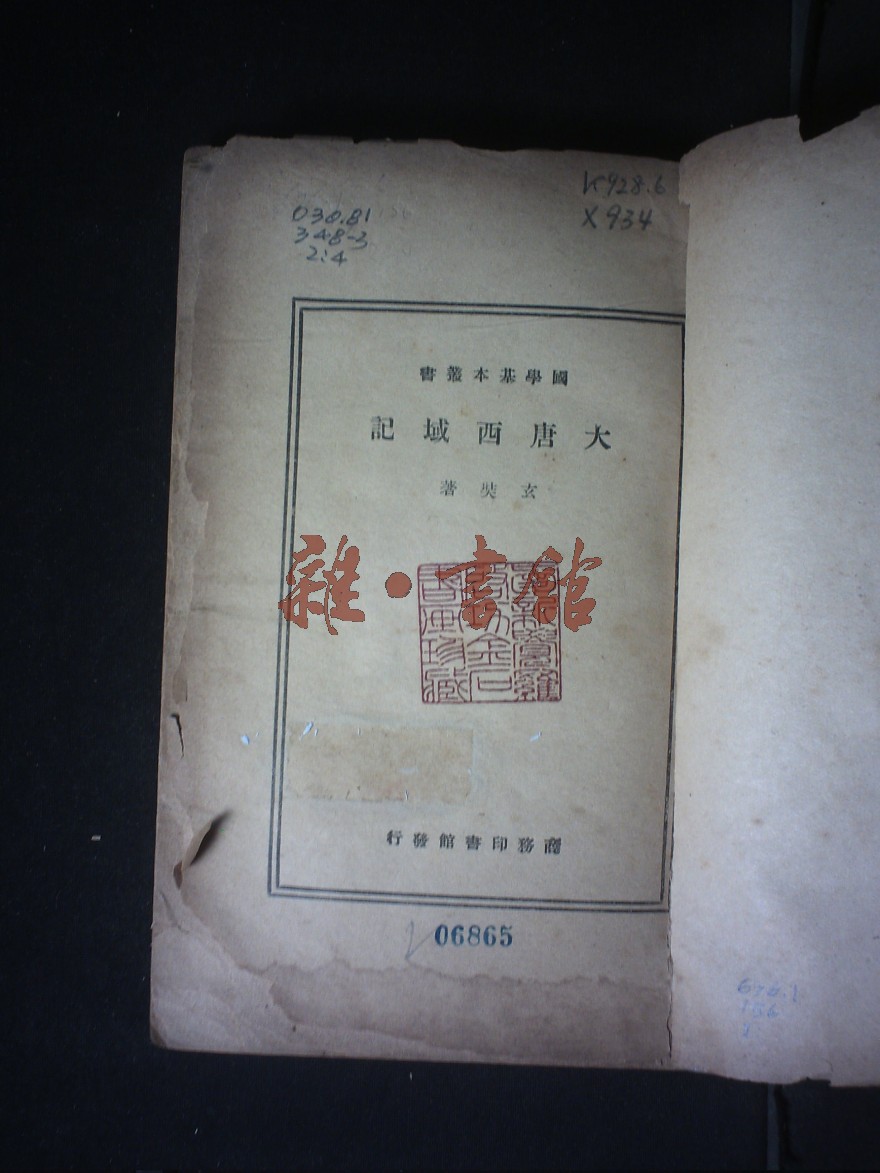 030.81
348-3
2:4
K928.6
X934
國學基本叢書
大唐西域記
玄奘著
雜·書館
商務印書館發行
06865